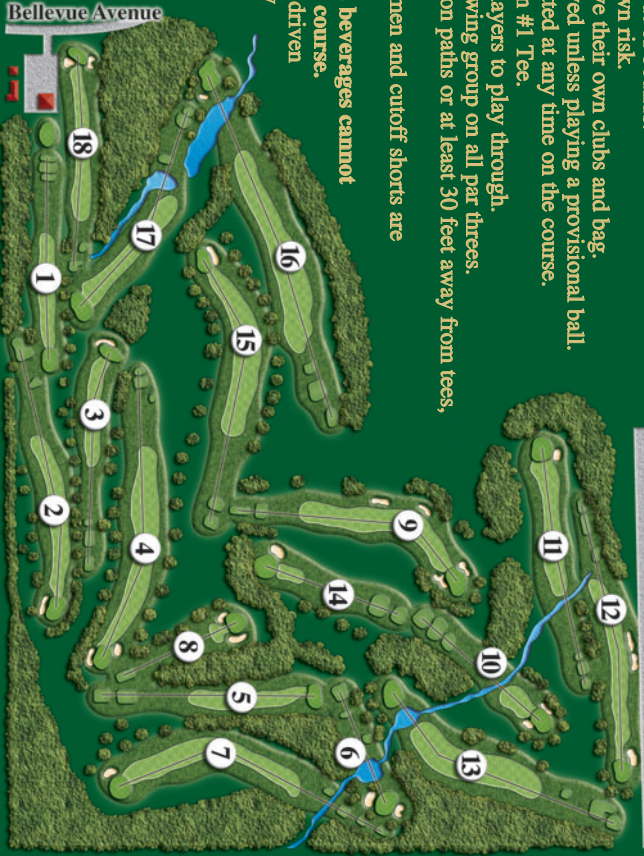 Bellevue Avenue
wn risk.
ve their own clubs and bag.
red unless playing a provisional ball.
ted at any time on the course.
n #1 Tee.
ayers to play through.
wing group on all par threes.
on paths or at least 30 feet away from tees,
men and cutoff shorts are
beverages cannot
course.
driven
1
2
3
4
5
6
7
8
9
10
11
12
13
14
15
16
17
18